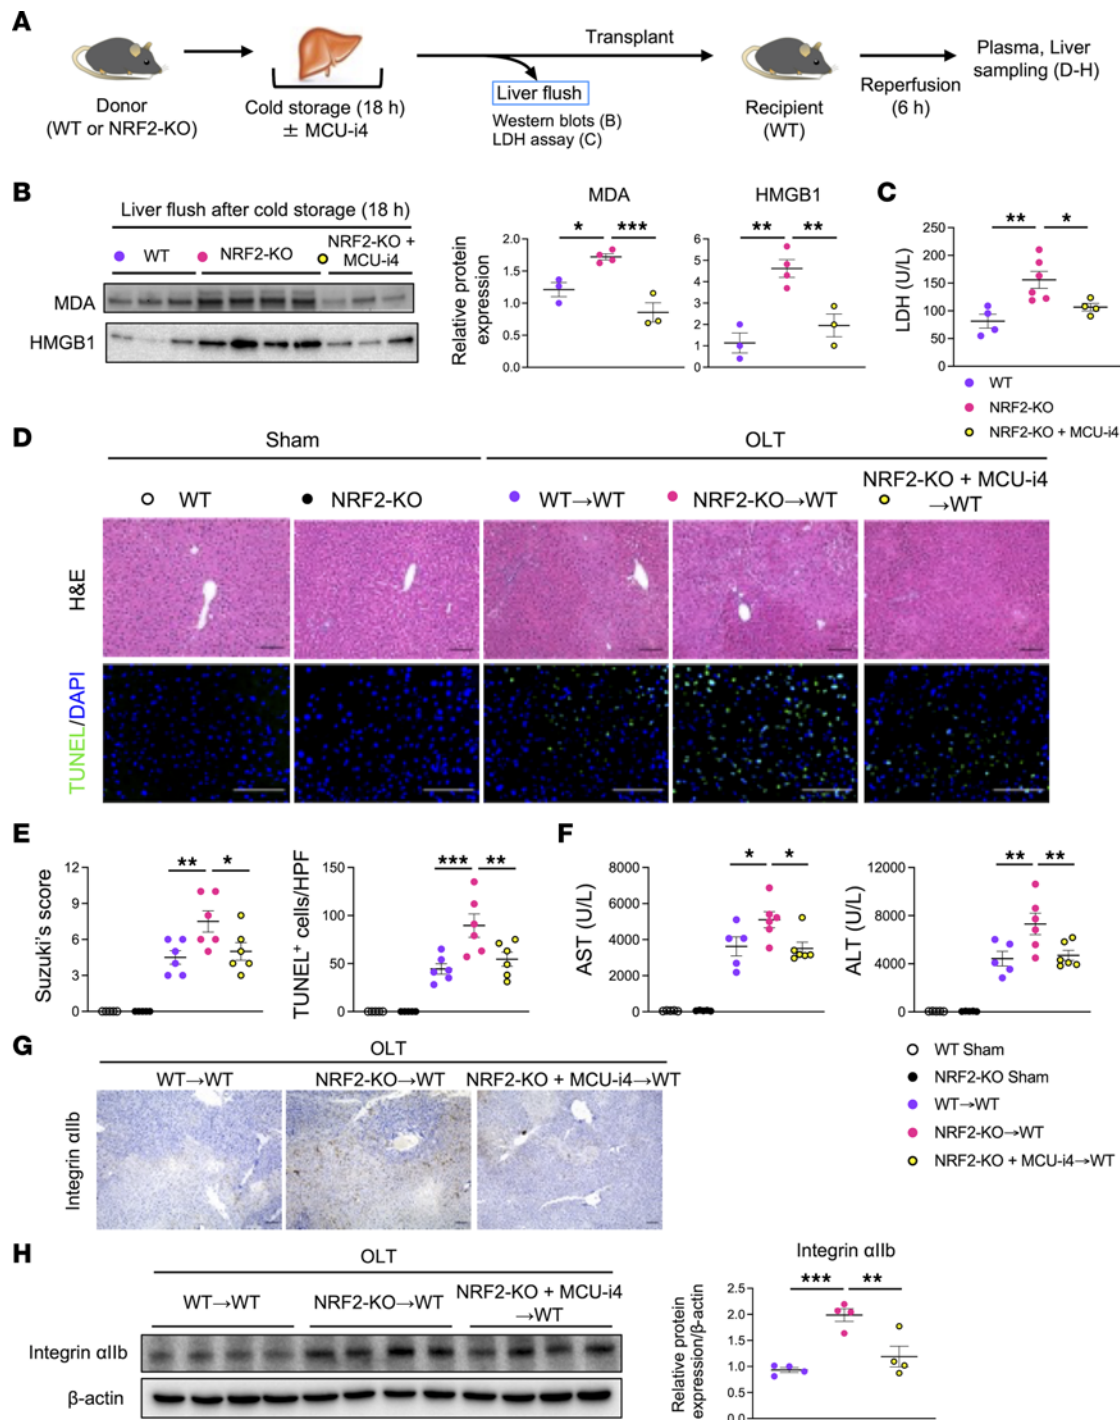 A
Donor
(WT or NRF2-KO)
Cold storage (18 h)
± MCU-i4
Transplant
Liver flush
Western blots (B)
LDH assay (C)
Recipient
(WT)
Reperfusion
(6 h)
Plasma, Liver
sampling (D-H)
B
Liver flush after cold storage (18 h)
WT
NRF2-KO
NRF2-KO +
MCU-i4
MDA
HMGB1
Relative protein
expression
MDA
* ***
2.0
1.5
1.0
0.5
0
HMGB1
** **
6
5
4
3
2
1
0
C
LDH (U/L)
** *
250
200
150
100
50
0
WT
NRF2-KO
NRF2-KO + MCU-i4
D
Sham
OLT
WT
NRF2-KO
WT→WT
NRF2-KO→WT
NRF2-KO + MCU-i4
→WT
H&E
TUNEL/DAPI
E
Suzuki's score
** *
12
9
6
3
0
TUNEL+ cells/HPF
*** **
150
100
50
0
F
AST (U/L)
* *
8000
6000
4000
2000
0
ALT (U/L)
** **
12,000
8000
4000
0
G
OLT
WT→WT
NRF2-KO→WT
NRF2-KO + MCU-i4→WT
Integrin αIIb
WT Sham
NRF2-KO Sham
WT→WT
NRF2-KO→WT
NRF2-KO + MCU-i4→WT
H
OLT
WT→WT
NRF2-KO→WT
NRF2-KO + MCU-i4
→WT
Integrin αIIb
β-actin
Integrin αIIb
*** **
Relative protein
expression/β-actin
2.5
2.0
1.5
1.0
0.5
0.0